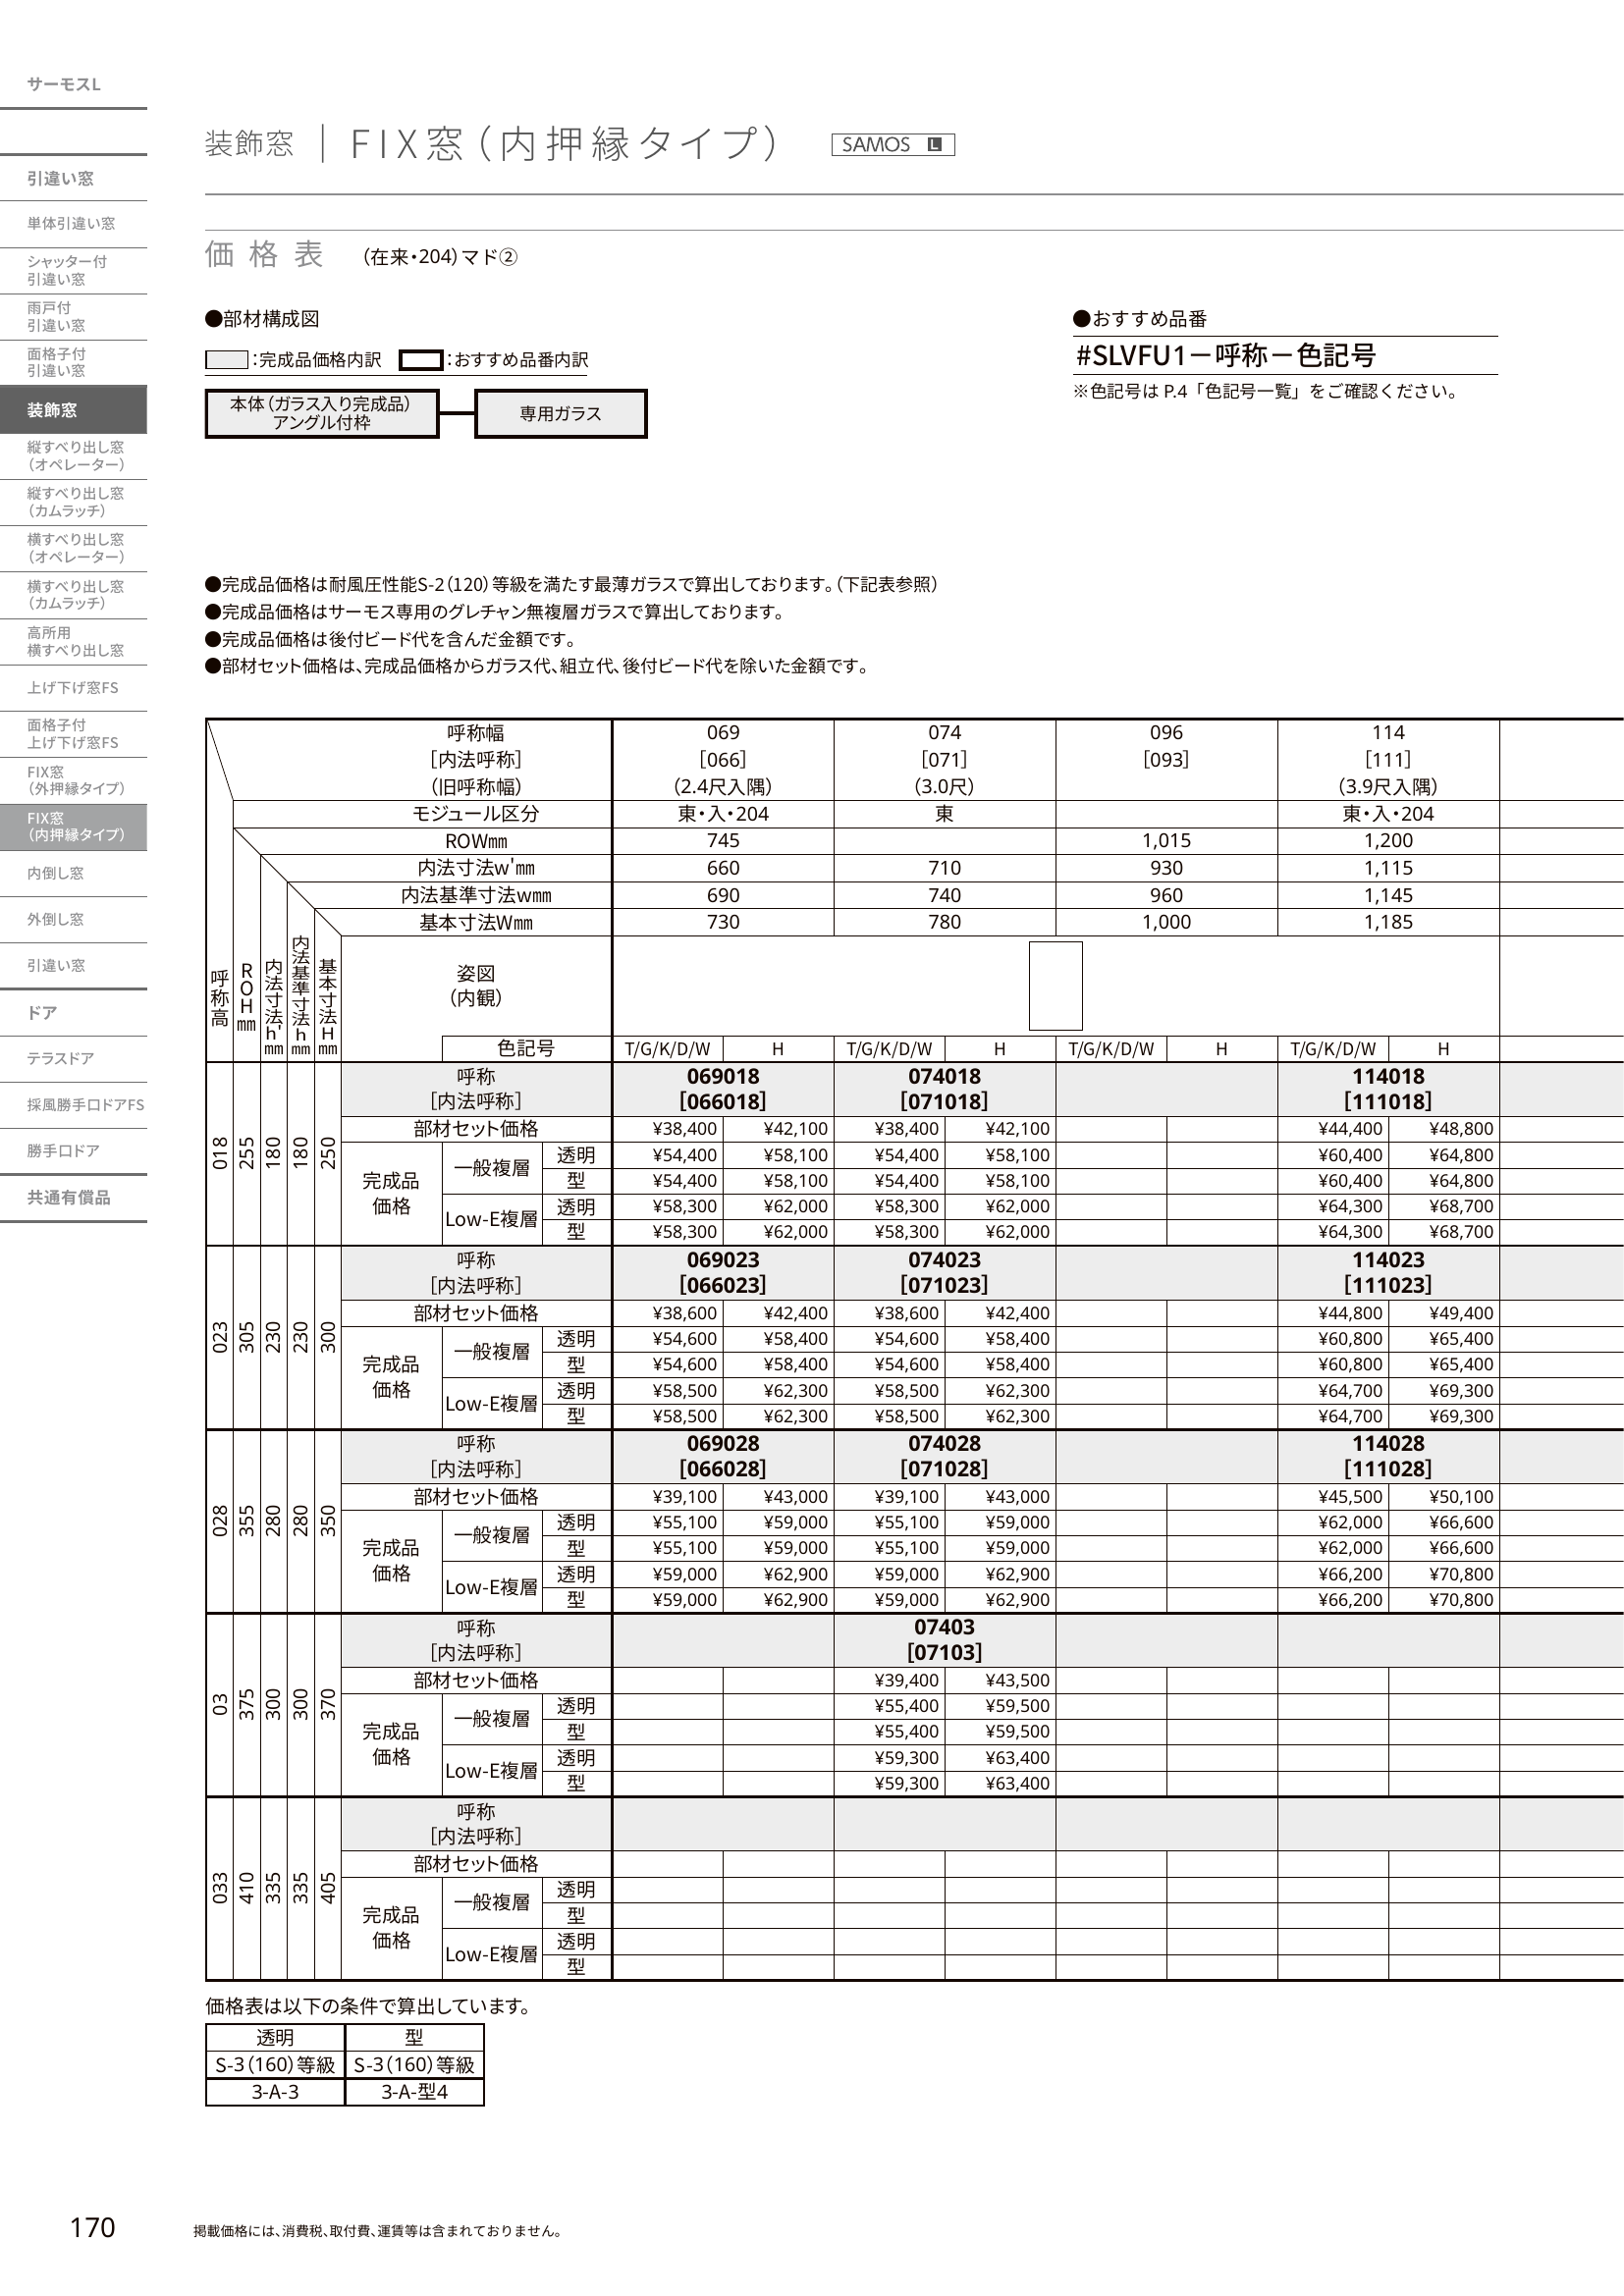 サーモスL
引違い窓
単体引違い窓
シャッター付
引違い窓
雨戸付
引違い窓
面格子付
引違い窓
装飾窓
縦すべり出し窓
（オペレーター）
縦すべり出し窓
（カムラッチ）
横すべり出し窓
（オペレーター）
横すべり出し窓
（カムラッチ）
高所用
横すべり出し窓
上げ下げ窓FS
面格子付
上げ下げ窓FS
FIX窓
（外押縁タイプ）
FIX窓
（内押縁タイプ）
内倒し窓
外倒し窓
引違い窓
ドア
テラスドア
採風勝手口ドアFS
勝手口ドア
共通有償品
装飾窓 FIX窓（内押縁タイプ） SAMOS L
価格表 （在来・204）マド②
●部材構成図
：完成品価格内訳 ：おすすめ品番内訳
本体（ガラス入り完成品）
アングル付枠
専用ガラス
●おすすめ品番
#SLVFU1－呼称－色記号
※色記号は P.4「色記号一覧」をご確認ください。
●完成品価格は耐風圧性能S-2（120）等級を満たす最薄ガラスで算出しております。（下記表参照）
●完成品価格はサーモス専用のグレチャン無複層ガラスで算出しております。
●完成品価格は後付ビード代を含んだ金額です。
●部材セット価格は、完成品価格からガラス代、組立代、後付ビード代を除いた金額です。
呼称幅 069 074 096 114
［内法呼称］ ［066］ ［071］ ［093］ ［111］
（旧呼称幅） （2.4尺入隅） （3.0尺） （3.9尺入隅）
モジュール区分 東・入・204 東 東・入・204
ROW㎜ 745 1,015 1,200
内法寸法w'㎜ 660 710 930 1,115
内法基準寸法w㎜ 690 740 960 1,145
基本寸法W㎜ 730 780 1,000 1,185
呼称高 ROH㎜ 内法寸法h'㎜ 内法基準寸法h㎜ 基本寸法H㎜
姿図
（内観）
色記号 T/G/K/D/W H T/G/K/D/W H T/G/K/D/W H T/G/K/D/W H
018 255 180 180 250
呼称 069018 074018 114018
［内法呼称］ ［066018］ ［071018］ ［111018］
部材セット価格 ¥38,400 ¥42,100 ¥38,400 ¥42,100 ¥44,400 ¥48,800
完成品価格 一般複層 透明 ¥54,400 ¥58,100 ¥54,400 ¥58,100 ¥60,400 ¥64,800
型 ¥54,400 ¥58,100 ¥54,400 ¥58,100 ¥60,400 ¥64,800
Low-E複層 透明 ¥58,300 ¥62,000 ¥58,300 ¥62,000 ¥64,300 ¥68,700
型 ¥58,300 ¥62,000 ¥58,300 ¥62,000 ¥64,300 ¥68,700
023 305 230 230 300
呼称 069023 074023 114023
［内法呼称］ ［066023］ ［071023］ ［111023］
部材セット価格 ¥38,600 ¥42,400 ¥38,600 ¥42,400 ¥44,800 ¥49,400
完成品価格 一般複層 透明 ¥54,600 ¥58,400 ¥54,600 ¥58,400 ¥60,800 ¥65,400
型 ¥54,600 ¥58,400 ¥54,600 ¥58,400 ¥60,800 ¥65,400
Low-E複層 透明 ¥58,500 ¥62,300 ¥58,500 ¥62,300 ¥64,700 ¥69,300
型 ¥58,500 ¥62,300 ¥58,500 ¥62,300 ¥64,700 ¥69,300
028 355 280 280 350
呼称 069028 074028 114028
［内法呼称］ ［066028］ ［071028］ ［111028］
部材セット価格 ¥39,100 ¥43,000 ¥39,100 ¥43,000 ¥45,500 ¥50,100
完成品価格 一般複層 透明 ¥55,100 ¥59,000 ¥55,100 ¥59,000 ¥62,000 ¥66,600
型 ¥55,100 ¥59,000 ¥55,100 ¥59,000 ¥62,000 ¥66,600
Low-E複層 透明 ¥59,000 ¥62,900 ¥59,000 ¥62,900 ¥66,200 ¥70,800
型 ¥59,000 ¥62,900 ¥59,000 ¥62,900 ¥66,200 ¥70,800
03 375 300 300 370
呼称 07403
［内法呼称］ ［07103］
部材セット価格 ¥39,400 ¥43,500
完成品価格 一般複層 透明 ¥55,400 ¥59,500
型 ¥55,400 ¥59,500
Low-E複層 透明 ¥59,300 ¥63,400
型 ¥59,300 ¥63,400
033 410 335 335 405
呼称
［内法呼称］
部材セット価格
完成品価格 一般複層 透明
型
Low-E複層 透明
型
価格表は以下の条件で算出しています。
透明 型
S-3（160）等級 S-3（160）等級
3-A-3 3-A-型4
170
掲載価格には、消費税、取付費、運賃等は含まれておりません。